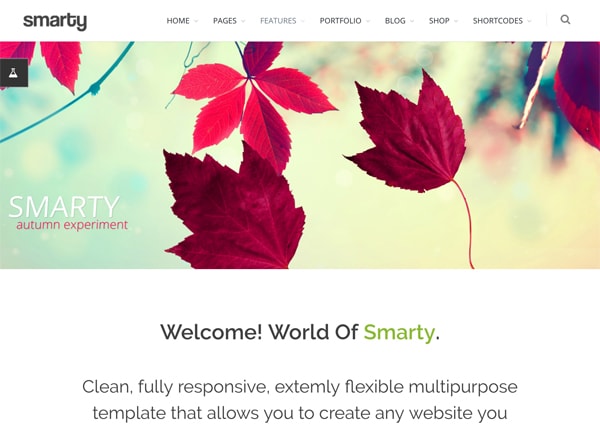 smarty
HOME PAGES FEATURES PORTFOLIO BLOG SHOP SHORTCODES
SMARTY
autumn experiment
Welcome! World Of Smarty.
Clean, fully responsive, extemly flexible multipurpose
template that allows you to create any website you